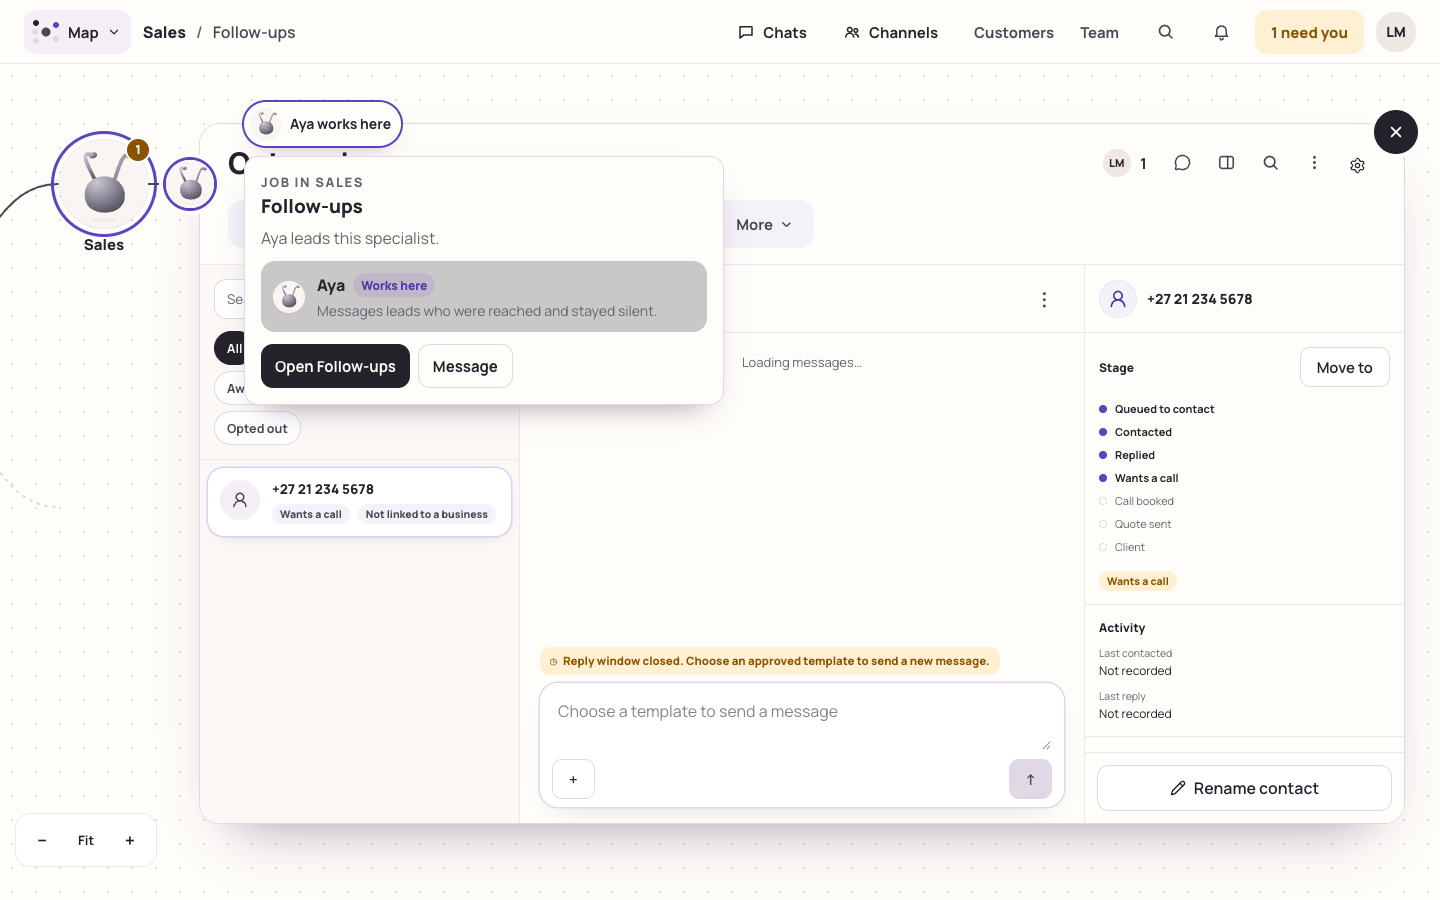 Map
Sales / Follow-ups
Chats
Channels
Customers
Team
1 need you
LM
Aya works here
1
Sales
LM 1
JOB IN SALES
Follow-ups
Aya leads this specialist.
Aya Works here
Messages leads who were reached and stayed silent.
Open Follow-ups
Message
More
All
Opted out
+27 21 234 5678
Wants a call
Not linked to a business
Loading messages...
Reply window closed. Choose an approved template to send a new message.
Choose a template to send a message
+
+27 21 234 5678
Stage
Move to
Queued to contact
Contacted
Replied
Wants a call
Call booked
Quote sent
Client
Wants a call
Activity
Last contacted
Not recorded
Last reply
Not recorded
Rename contact
− Fit +